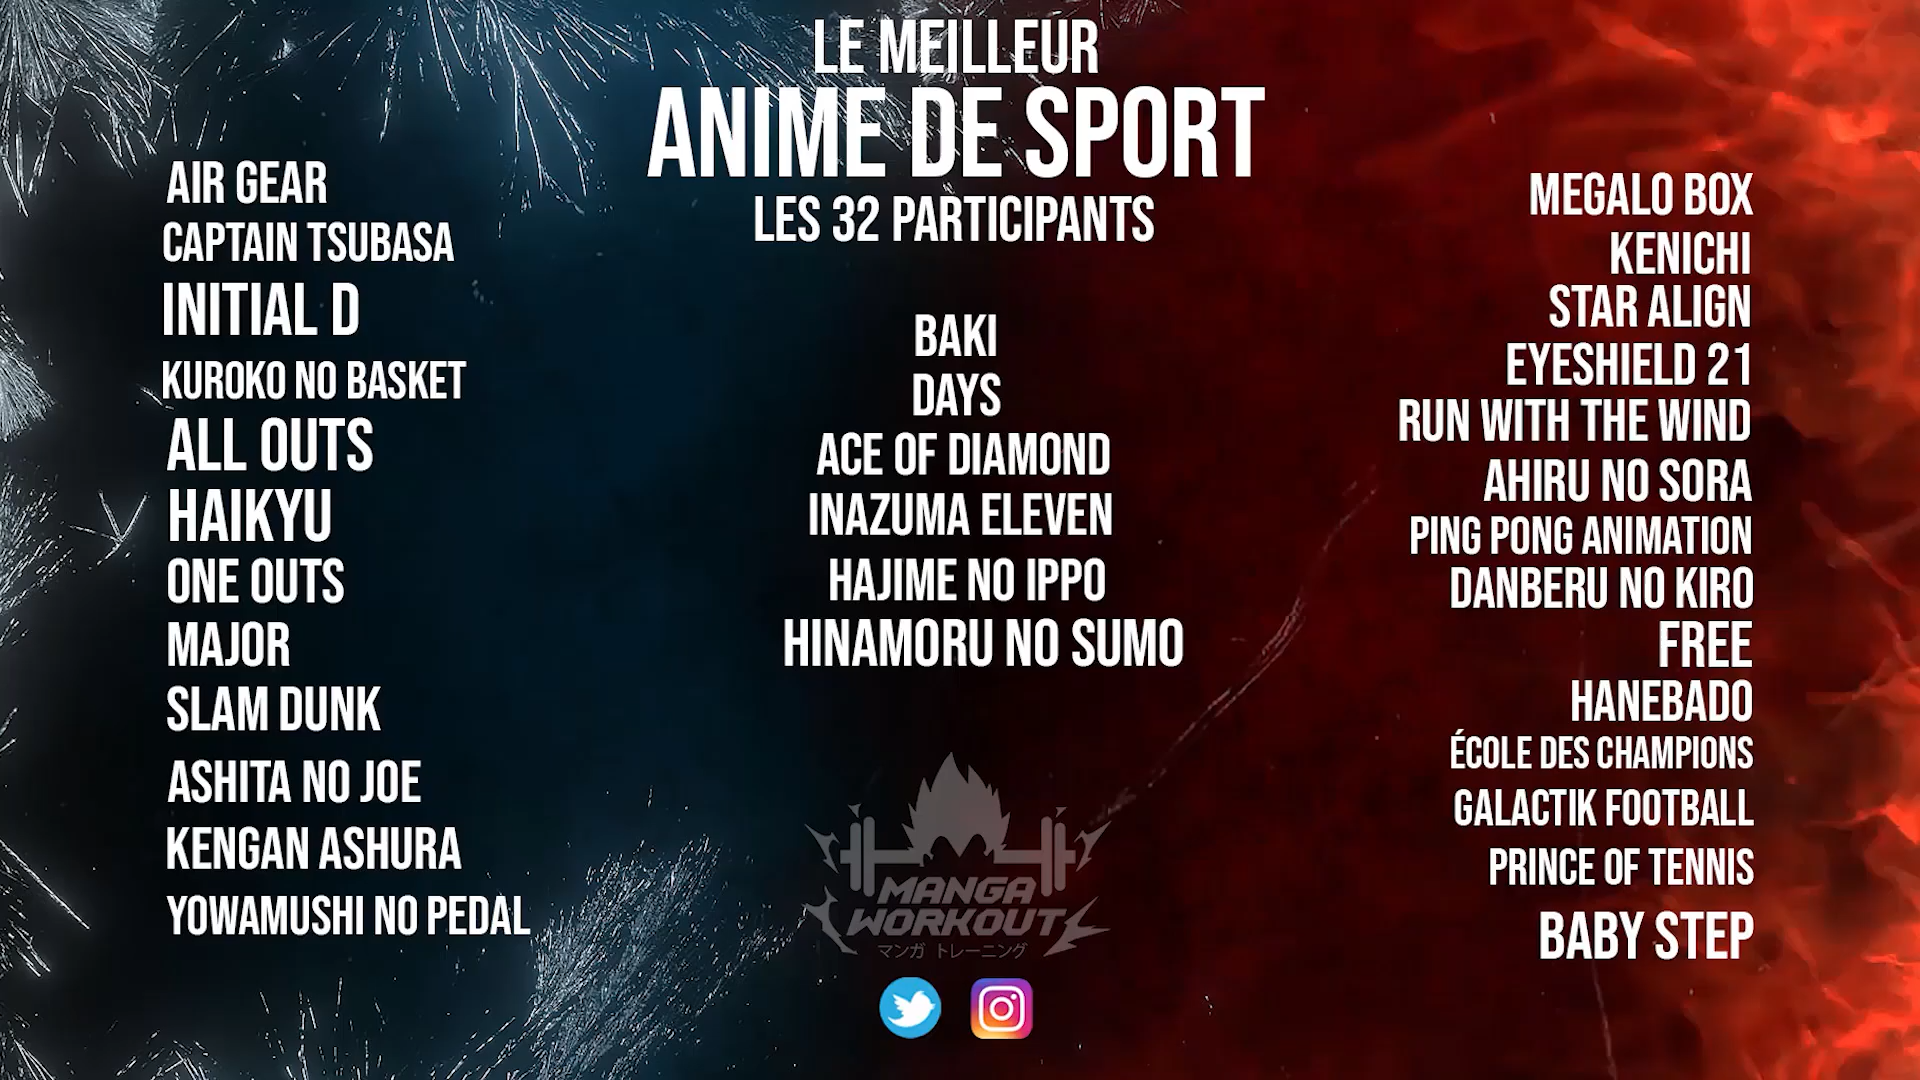 LE MEILLEUR
ANIME DE SPORT
LES 32 PARTICIPANTS
AIR GEAR
CAPTAIN TSUBASA
INITIAL D
KUROKO NO BASKET
ALL OUTS
HAIKYU
ONE OUTS
MAJOR
SLAM DUNK
ASHITA NO JOE
KENGAN ASHURA
YOWAMUSHI NO PEDAL
BAKI
DAYS
ACE OF DIAMOND
INAZUMA ELEVEN
HAJIME NO IPPO
HINAMORU NO SUMO
MEGALO BOX
KENICHI
STAR ALIGN
EYESHIELD 21
RUN WITH THE WIND
AHIRU NO SORA
PING PONG ANIMATION
DANBERU NO KIRO
FREE
HANEBADO
ÉCOLE DES CHAMPIONS
GALACTIK FOOTBALL
PRINCE OF TENNIS
BABY STEP
MANGA
WORKOUT
マンガ トレーニング